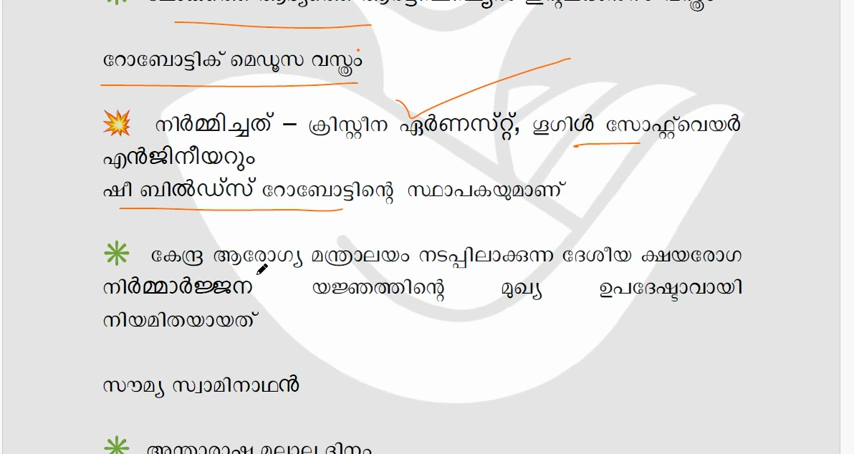 റോബോട്ടിക് മെഡൂസ വസ്ത്രം
നിർമ്മിച്ചത് – ക്രിസ്റ്റീന ഏർണസ്റ്റ്, ഗൂഗിൾ സോഫ്റ്റ്‌വെയർ
എൻജിനീയറും
ഷീ ബിൽഡ്സ് റോബോട്ടിന്റെ സ്ഥാപകയുമാണ്
കേന്ദ്ര ആരോഗ്യ മന്ത്രാലയം നടപ്പിലാക്കുന്ന ദേശീയ ക്ഷയരോഗ
നിർമ്മാർജ്ജന യജ്ഞത്തിന്റെ മുഖ്യ ഉപദേഷ്ടാവായി
നിയമിതയായത്
സൗമ്യ സ്വാമിനാഥൻ